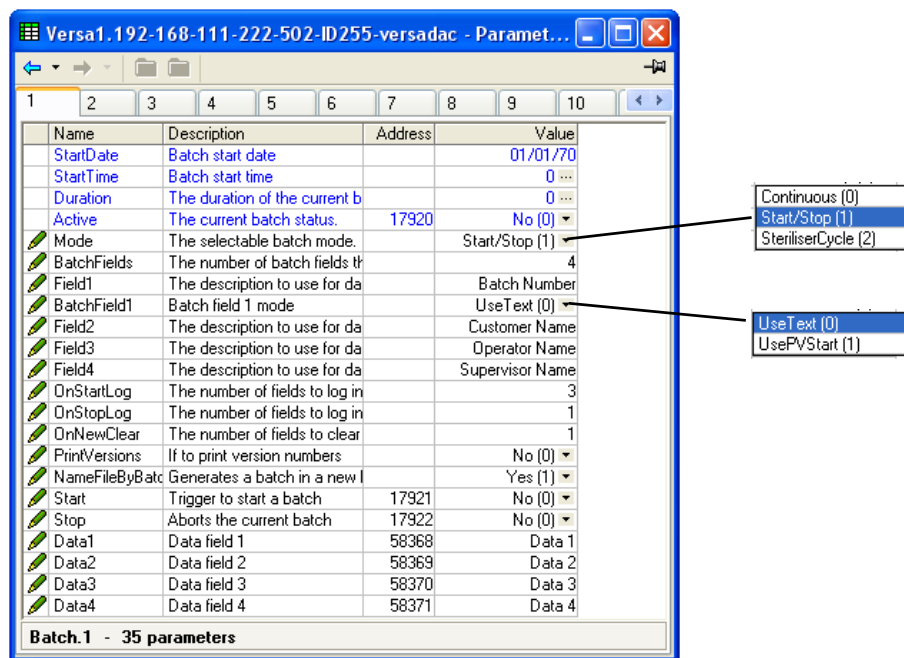 Versa1.192-168-111-222-502-ID255-versadac - Paramet...
1 2 3 4 5 6 7 8 9 10
Name Description Address Value
StartDate Batch start date 01/01/70
StartTime Batch start time 0 ...
Duration The duration of the current b 0 ...
Active The current batch status. 17920 No (0)
Mode The selectable batch mode. Start/Stop (1)
BatchFields The number of batch fields th 4
Field1 The description to use for da Batch Number
BatchField1 Batch field 1 mode UseText (0)
Field2 The description to use for da Customer Name
Field3 The description to use for da Operator Name
Field4 The description to use for da Supervisor Name
OnStartLog The number of fields to log in 3
OnStopLog The number of fields to log in 1
OnNewClear The number of fields to clear 1
PrintVersions If to print version numbers No (0)
NameFileByBatc Generates a batch in a new l Yes (1)
Start Trigger to start a batch 17921 No (0)
Stop Aborts the current batch 17922 No (0)
Data1 Data field 1 58368 Data 1
Data2 Data field 2 58369 Data 2
Data3 Data field 3 58370 Data 3
Data4 Data field 4 58371 Data 4
Batch.1 - 35 parameters
Continuous (0)
Start/Stop (1)
SteriliserCycle (2)
UseText (0)
UsePVStart (1)